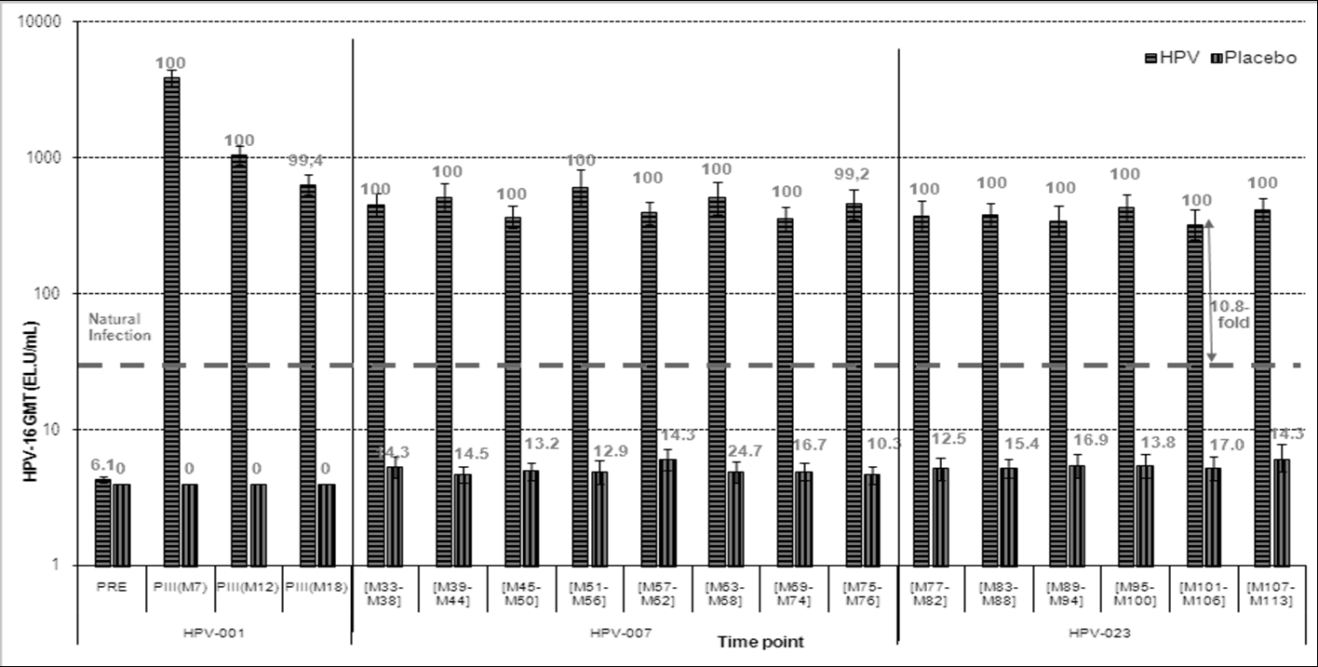 10000
1000
100
10
1
HPV-16 GMT (EL.U/mL)
HPV Placebo
Natural
Infection
10.8-
fold
6.1 0
100 0
100 0
99,4 0
100 14.3
100 14.5
100 13.2
100 12.9
100 14.3
100 24.7
100 16.7
99,2 10.3
100 12.5
100 15.4
100 16.9
100 13.8
100 17.0
100 14.3
PRE PIII(M7) PIII(M12) PIII(M18) [M33- [M39- [M45- [M51- [M57- [M63- [M69- [M75- [M77- [M83- [M89- [M95- [M101- [M107-
M38] M44] M50] M56] M62] M68] M74] M76] M82] M88] M94] M100] M106] M113]
HPV-001 HPV-007 HPV-023
Time point